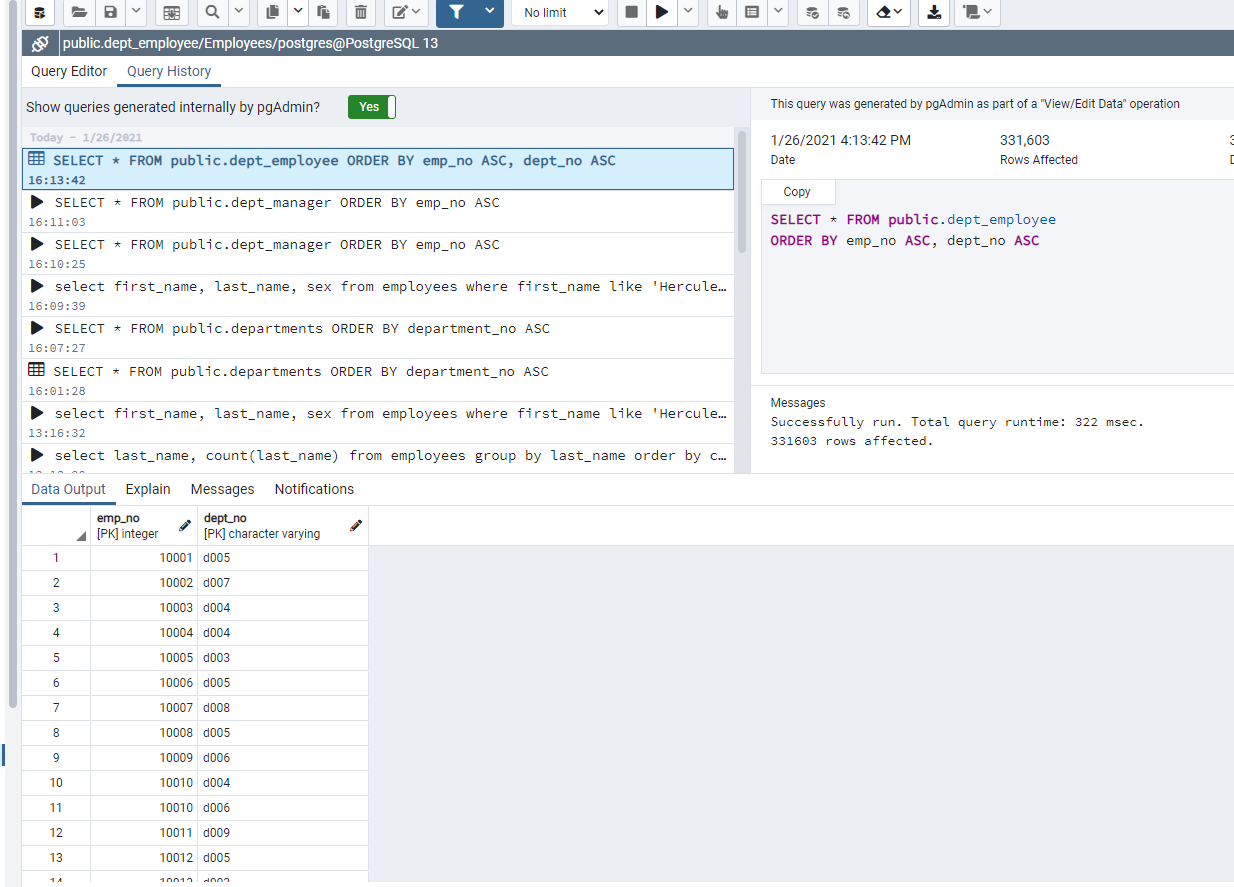 No limit
public.dept_employee/Employees/postgres@PostgreSQL 13
Query Editor Query History
Show queries generated internally by pgAdmin? Yes
Today - 1/26/2021
SELECT * FROM public.dept_employee ORDER BY emp_no ASC, dept_no ASC
16:13:42
SELECT * FROM public.dept_manager ORDER BY emp_no ASC
16:11:03
SELECT * FROM public.dept_manager ORDER BY emp_no ASC
16:10:25
select first_name, last_name, sex from employees where first_name like 'Hercule…
16:09:39
SELECT * FROM public.departments ORDER BY department_no ASC
16:07:27
SELECT * FROM public.departments ORDER BY department_no ASC
16:01:28
select first_name, last_name, sex from employees where first_name like 'Hercule…
13:16:32
select last_name, count(last_name) from employees group by last_name order by c…
This query was generated by pgAdmin as part of a "View/Edit Data" operation
1/26/2021 4:13:42 PM 331,603
Date Rows Affected
Copy
SELECT * FROM public.dept_employee
ORDER BY emp_no ASC, dept_no ASC
Messages
Successfully run. Total query runtime: 322 msec.
331603 rows affected.
Data Output Explain Messages Notifications
emp_no dept_no
[PK] integer [PK] character varying
1 10001 d005
2 10002 d007
3 10003 d004
4 10004 d004
5 10005 d003
6 10006 d005
7 10007 d008
8 10008 d005
9 10009 d006
10 10010 d004
11 10010 d006
12 10011 d009
13 10012 d005